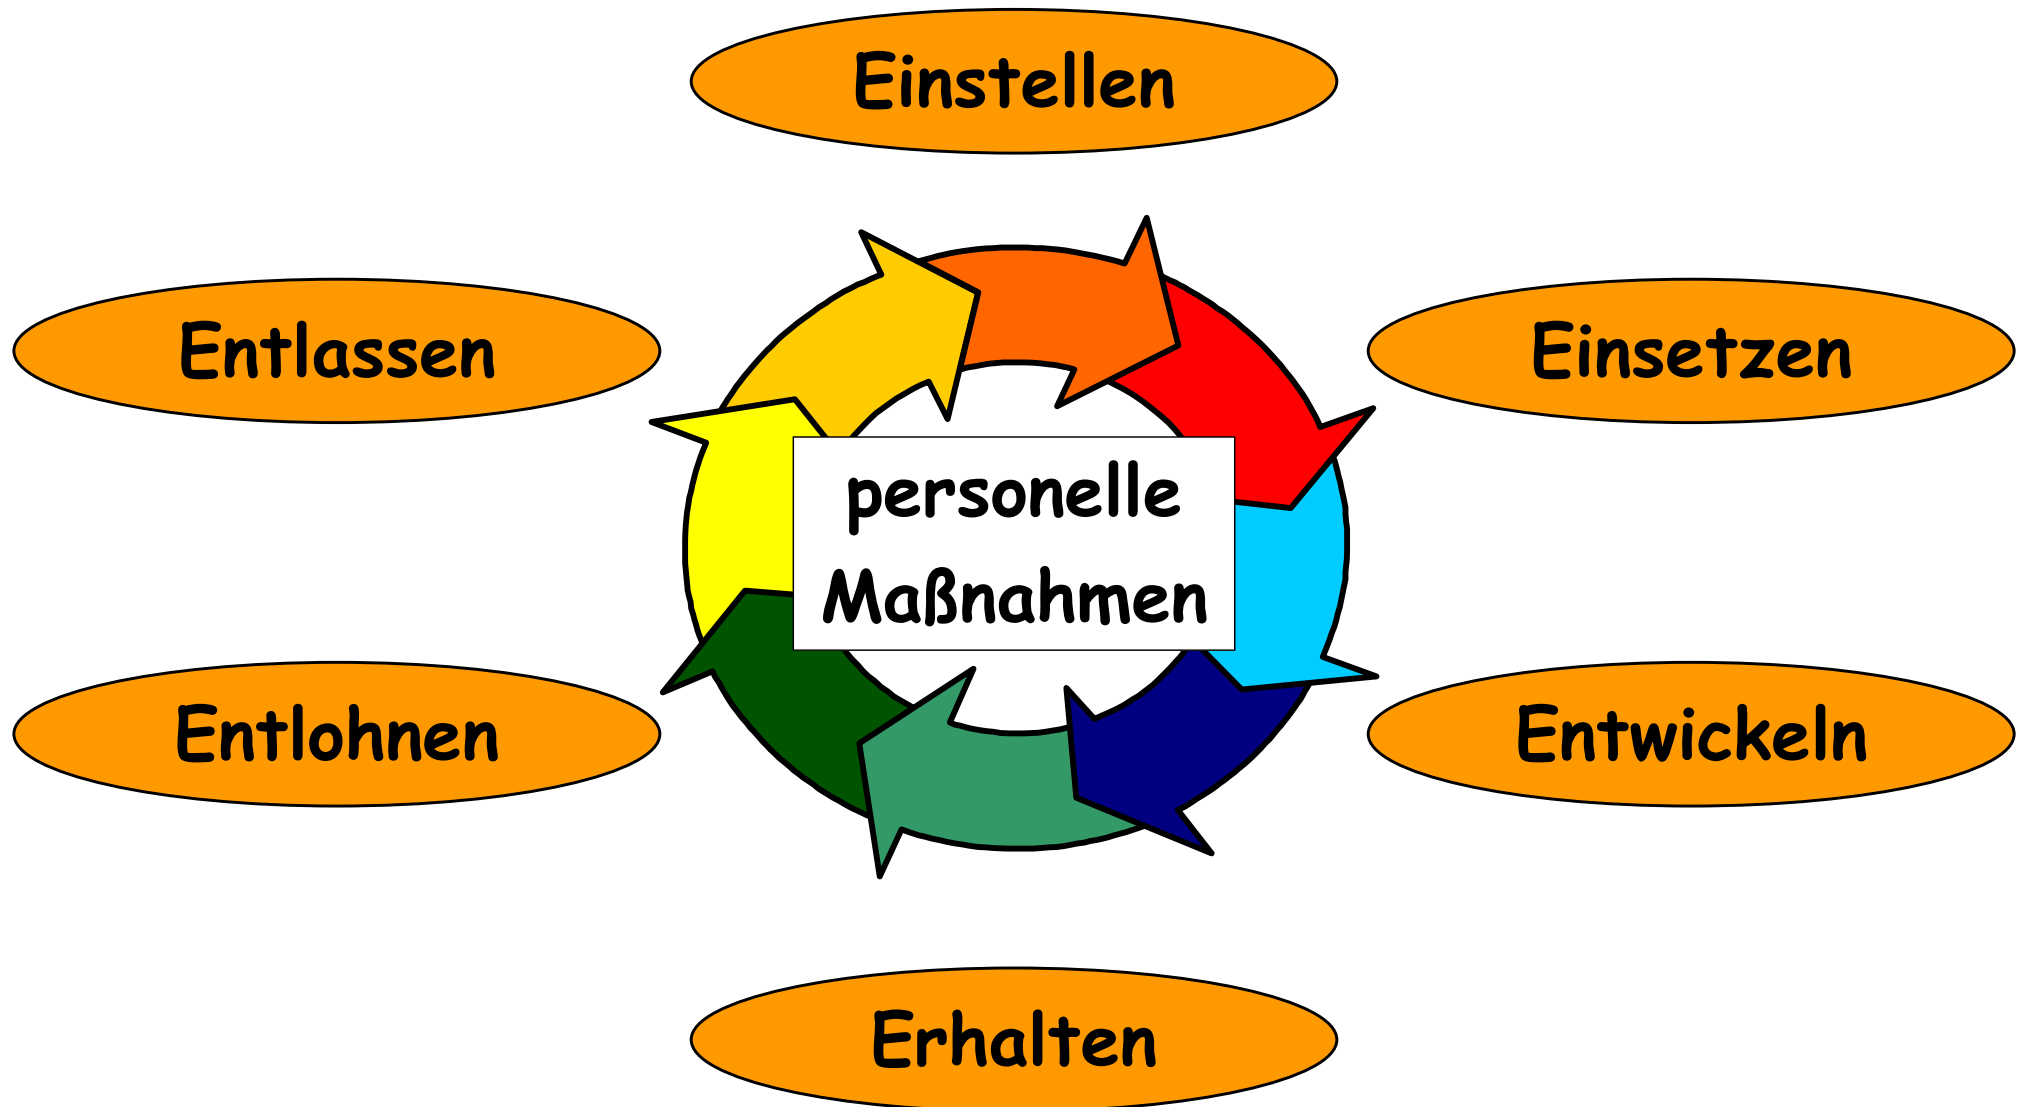 Einstellen
Entlassen
Einsetzen
personelle
Maßnahmen
Entlohnen
Entwickeln
Erhalten